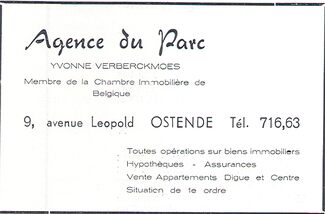 Agence du Parc
YVONNE VERBERCKMOES
Membre de la Chambre Immobilière de
Belgique
9, avenue Leopold OSTENDE Tél. 716,63
Toutes opérations sur biens immobiliers
Hypothèques - Assurances
Vente Appartements Digue et Centre
Situation de 1e ordre